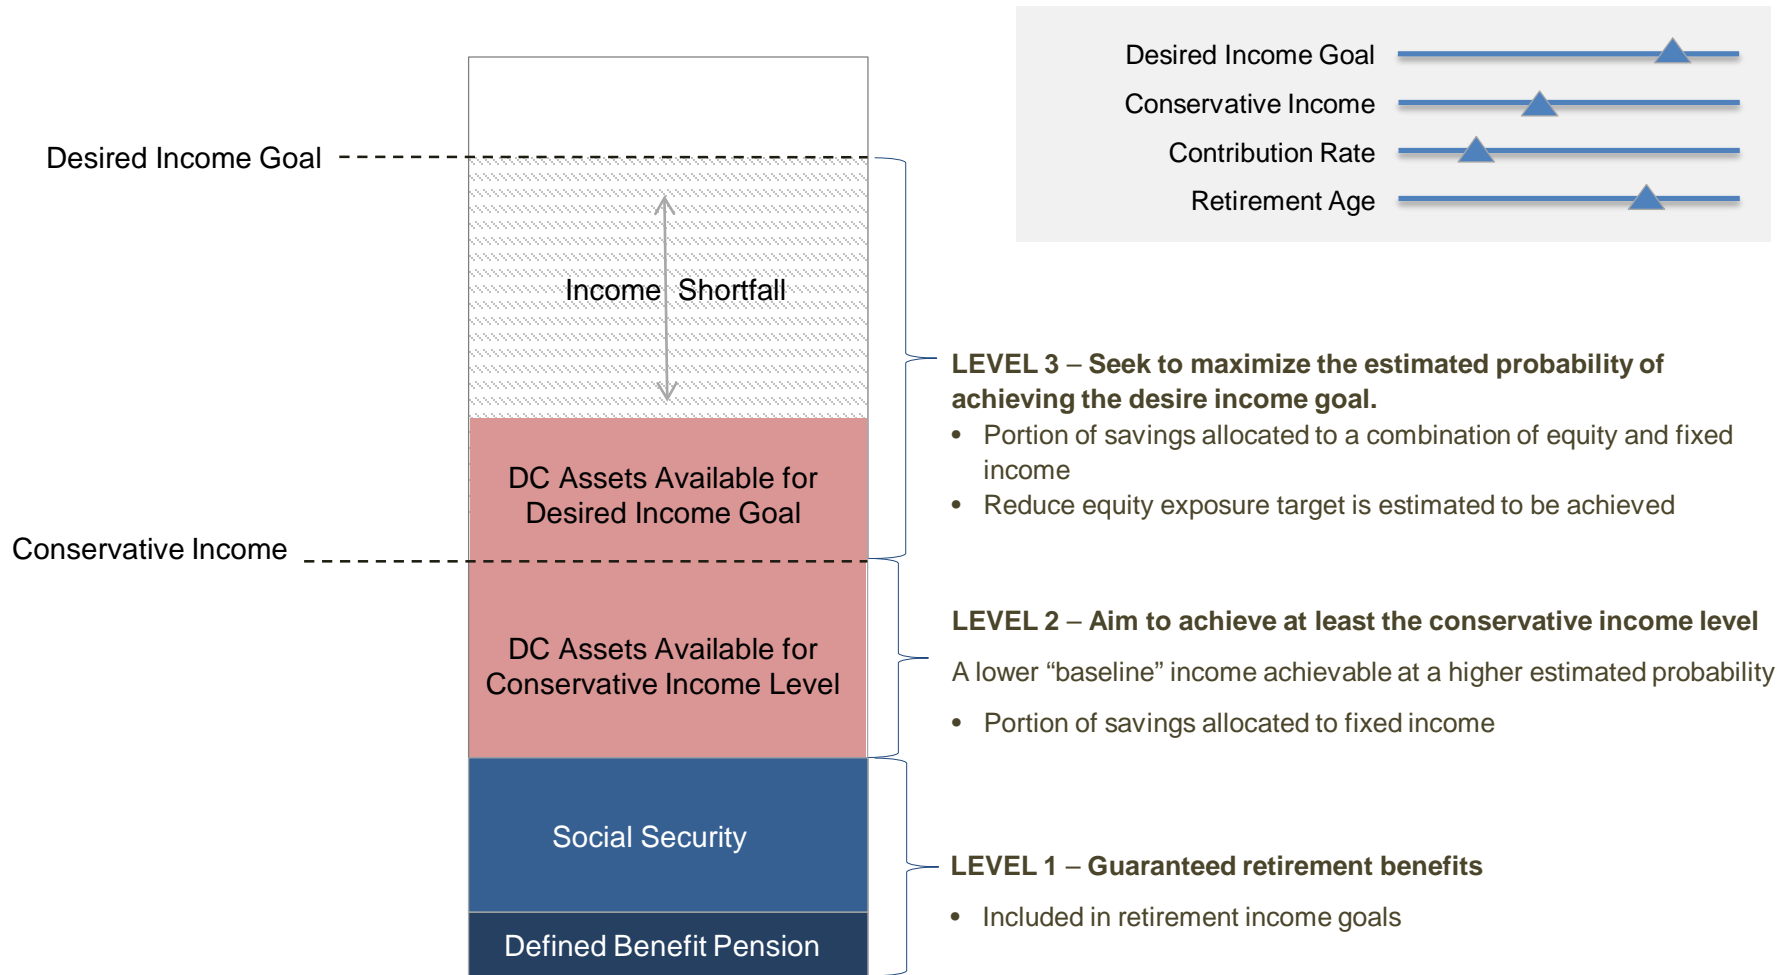 Desired Income Goal
Conservative Income
Contribution Rate
Retirement Age
Desired Income Goal
Income Shortfall
DC Assets Available for
Desired Income Goal
Conservative Income
DC Assets Available for
Conservative Income Level
Social Security
Defined Benefit Pension
LEVEL 3 – Seek to maximize the estimated probability of
achieving the desire income goal.
• Portion of savings allocated to a combination of equity and fixed
income
• Reduce equity exposure target is estimated to be achieved
LEVEL 2 – Aim to achieve at least the conservative income level
A lower “baseline” income achievable at a higher estimated probability
• Portion of savings allocated to fixed income
LEVEL 1 – Guaranteed retirement benefits
• Included in retirement income goals